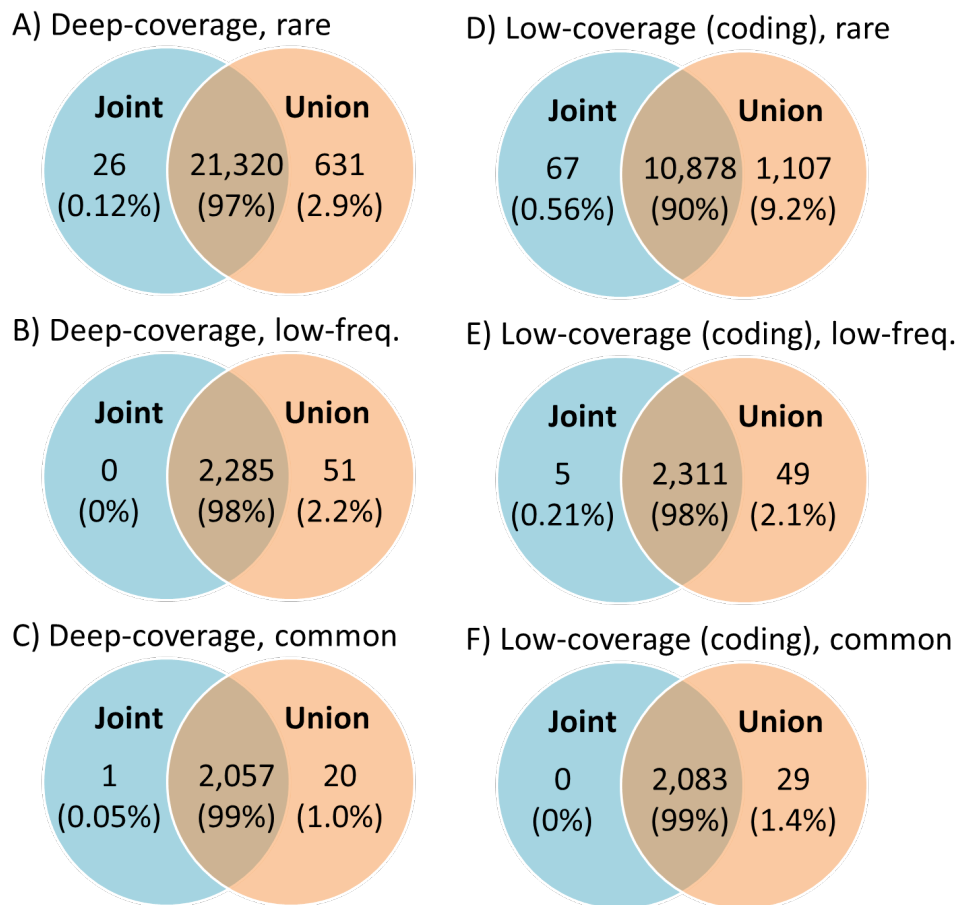 A) Deep-coverage, rare
Joint Union
26 21,320 631
(0.12%) (97%) (2.9%)
B) Deep-coverage, low-freq.
Joint Union
0 2,285 51
(0%) (98%) (2.2%)
C) Deep-coverage, common
Joint Union
1 2,057 20
(0.05%) (99%) (1.0%)
D) Low-coverage (coding), rare
Joint Union
67 10,878 1,107
(0.56%) (90%) (9.2%)
E) Low-coverage (coding), low-freq.
Joint Union
5 2,311 49
(0.21%) (98%) (2.1%)
F) Low-coverage (coding), common
Joint Union
0 2,083 29
(0%) (99%) (1.4%)